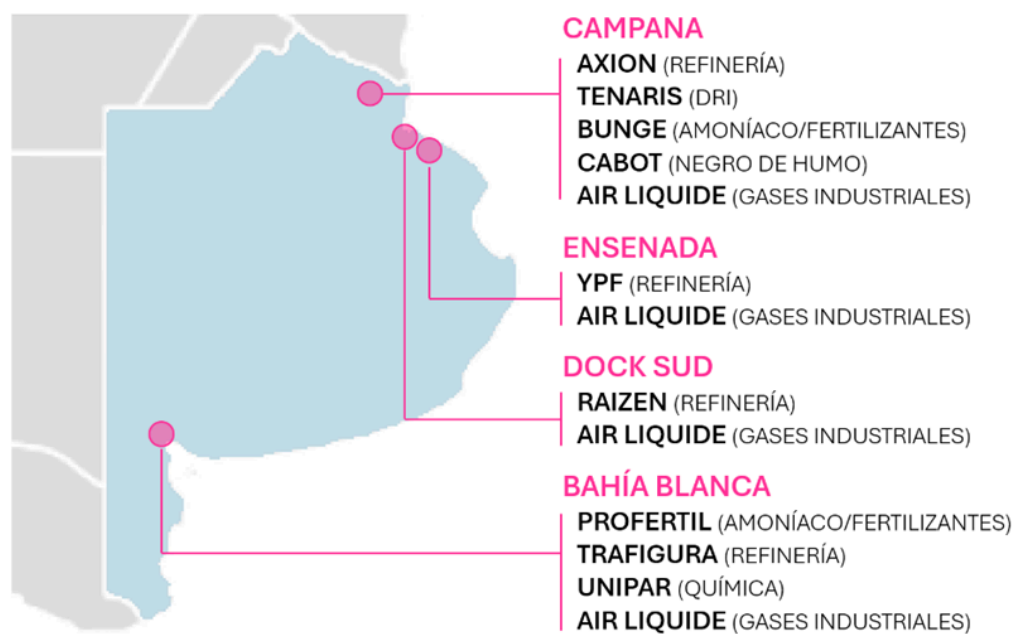 CAMPANA
AXION (REFINERÍA)
TENARIS (DRI)
BUNGE (AMONÍACO/FERTILIZANTES)
CABOT (NEGRO DE HUMO)
AIR LIQUIDE (GASES INDUSTRIALES)
ENSENADA
YPF (REFINERÍA)
AIR LIQUIDE (GASES INDUSTRIALES)
DOCK SUD
RAIZEN (REFINERÍA)
AIR LIQUIDE (GASES INDUSTRIALES)
BAHÍA BLANCA
PROFERTIL (AMONÍACO/FERTILIZANTES)
TRAFIGURA (REFINERÍA)
UNIPAR (QUÍMICA)
AIR LIQUIDE (GASES INDUSTRIALES)